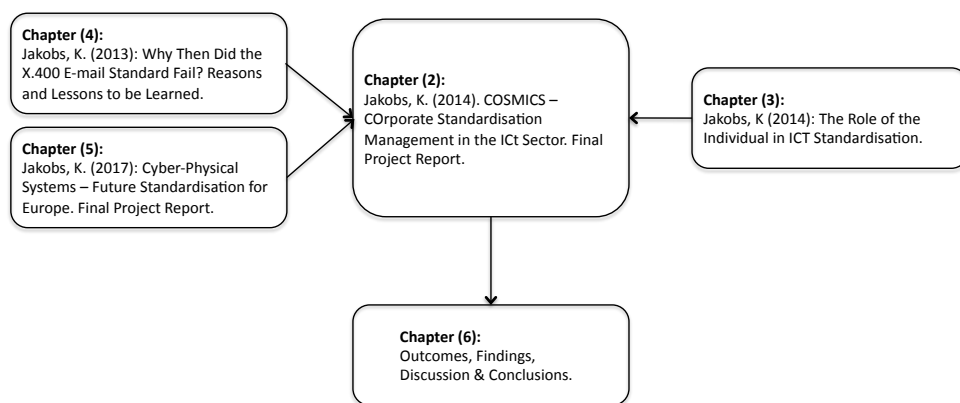 Chapter (4):
Jakobs, K. (2013): Why Then Did the
X.400 E-mail Standard Fail? Reasons
and Lessons to be Learned.
Chapter (5):
Jakobs, K. (2017): Cyber-Physical
Systems – Future Standardisation for
Europe. Final Project Report.
Chapter (2):
Jakobs, K. (2014). COSMICS –
COrporate Standardisation
Management in the ICt Sector. Final
Project Report.
Chapter (3):
Jakobs, K (2014): The Role of the
Individual in ICT Standardisation.
Chapter (6):
Outcomes, Findings,
Discussion & Conclusions.